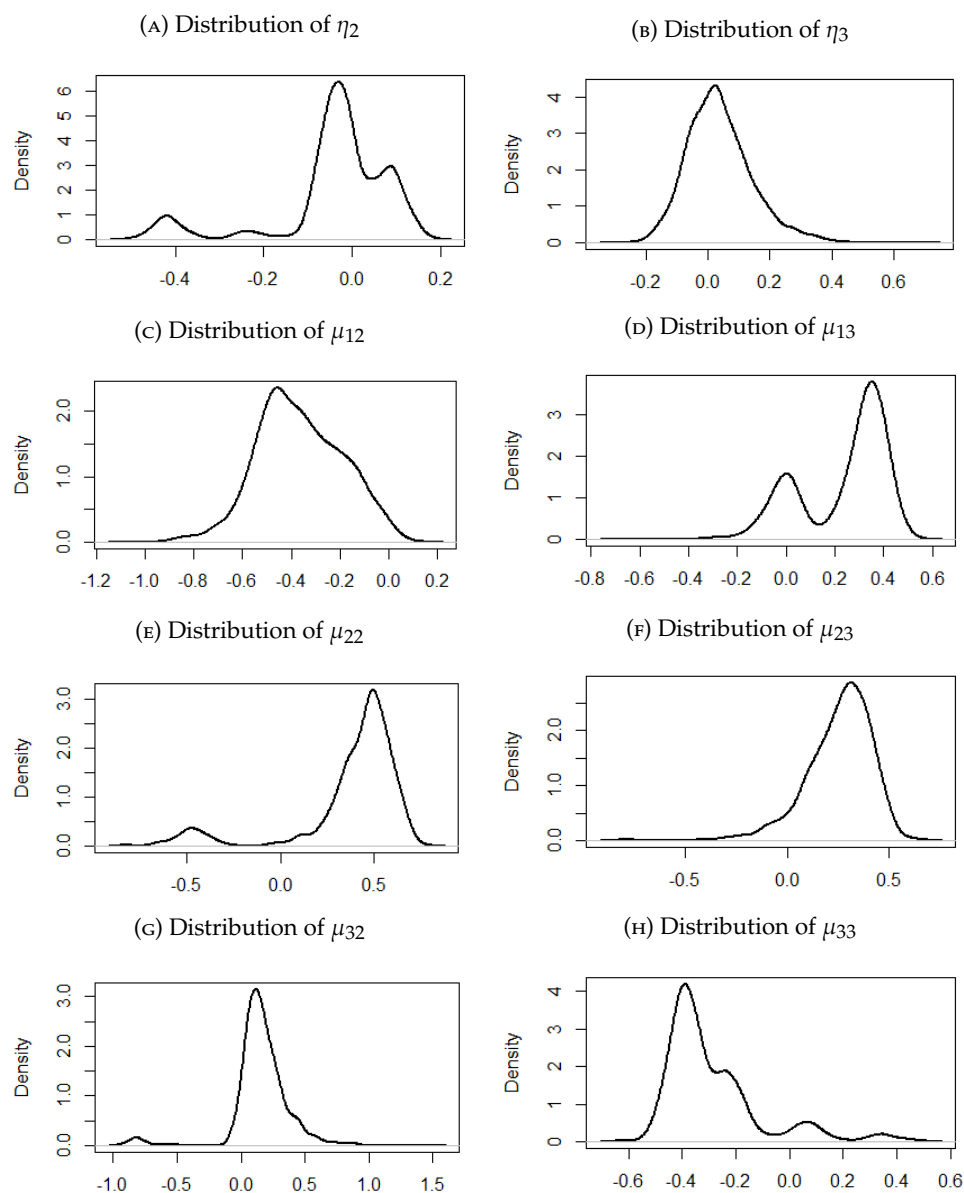 (A) Distribution of η2
(B) Distribution of η3
Density
0 1 2 3 4 5 6
-0.4 -0.2 0.0 0.2
Density
0 1 2 3 4
-0.2 0.0 0.2 0.4 0.6
(C) Distribution of μ12
(D) Distribution of μ13
Density
0.0 1.0 2.0
-1.2 -1.0 -0.8 -0.6 -0.4 -0.2 0.0 0.2
Density
0 1 2 3
-0.8 -0.6 -0.4 -0.2 0.0 0.2 0.4 0.6
(E) Distribution of μ22
(F) Distribution of μ23
Density
0.0 1.0 2.0 3.0
-0.5 0.0 0.5
Density
0.0 1.0 2.0
-0.5 0.0 0.5
(G) Distribution of μ32
(H) Distribution of μ33
Density
0.0 1.0 2.0 3.0
-1.0 -0.5 0.0 0.5 1.0 1.5
Density
0 1 2 3 4
-0.6 -0.4 -0.2 0.0 0.2 0.4 0.6